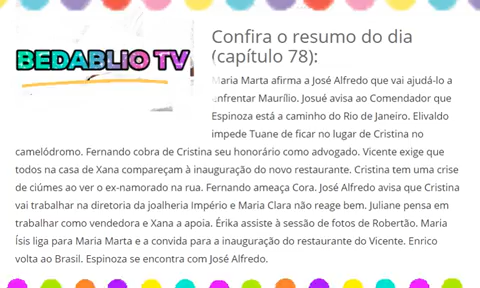 Confira o resumo do dia
BEDABLIO TV
(capítulo 78):
Maria Marta afirma a José Alfredo que vai ajudá-lo a
enfrentar Maurílio. Josué avisa ao Comendador que
Espinoza está a caminho do Rio de Janeiro. Elivaldo
impede Tuane de ficar no lugar de Cristina no
camelódromo. Fernando cobra de Cristina seu honorário como advogado. Vicente exige que
todos na casa de Xana compareçam à inauguração do novo restaurante. Cristina tem uma crise
de ciúmes ao ver o ex-namorado na rua. Fernando ameaça Cora. José Alfredo avisa que Cristina
vai trabalhar na diretoria da joalheria Império e Maria Clara não reage bem. Juliane pensa em
trabalhar como vendedora e Xana a apoia. Érika assiste à sessão de fotos de Robertão. Maria
Ísis liga para Maria Marta e a convida para a inauguração do restaurante do Vicente. Enrico
volta ao Brasil. Espinoza se encontra com José Alfredo.